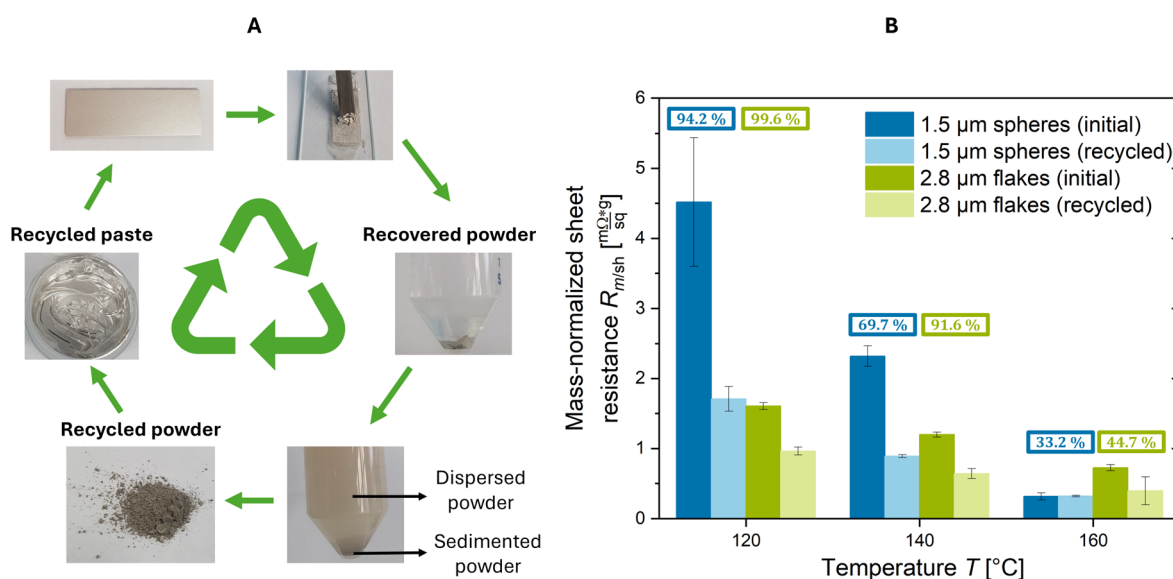 A
Recycled paste
Recovered powder
Recycled powder
Dispersed
powder
Sedimented
powder
B
6
5
4
3
2
1
0
Mass-normalized sheet
resistance R m/sh [mΩ*g/sq]
94.2 %
99.6 %
1.5 µm spheres (initial)
1.5 µm spheres (recycled)
2.8 µm flakes (initial)
2.8 µm flakes (recycled)
69.7 %
91.6 %
33.2 %
44.7 %
120
140
160
Temperature T [°C]